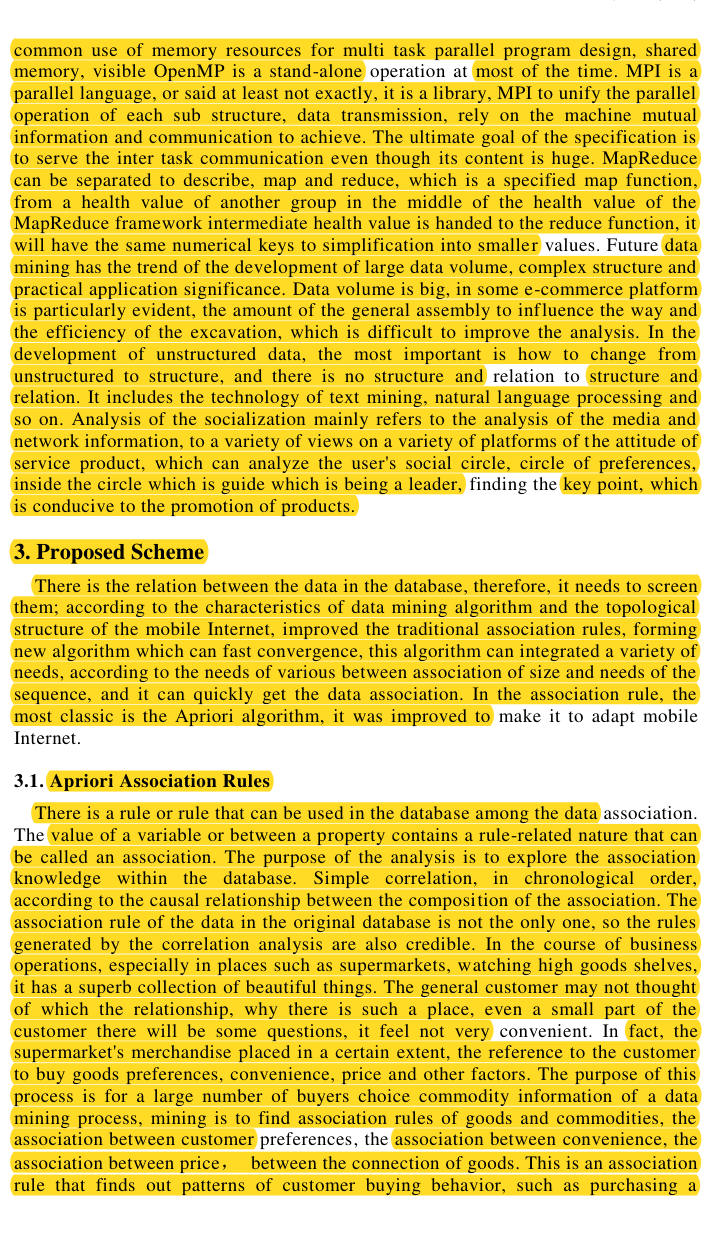 common use of memory resources for multi task parallel program design, shared
memory, visible OpenMP is a stand-alone operation at most of the time. MPI is a
parallel language, or said at least not exactly, it is a library, MPI to unify the parallel
operation of each sub structure, data transmission, rely on the machine mutual
information and communication to achieve. The ultimate goal of the specification is
to serve the inter task communication even though its content is huge. MapReduce
can be separated to describe, map and reduce, which is a specified map function,
from a health value of another group in the middle of the health value of the
MapReduce framework intermediate health value is handed to the reduce function, it
will have the same numerical keys to simplification into smaller values. Future data
mining has the trend of the development of large data volume, complex structure and
practical application significance. Data volume is big, in some e-commerce platform
is particularly evident, the amount of the general assembly to influence the way and
the efficiency of the excavation, which is difficult to improve the analysis. In the
development of unstructured data, the most important is how to change from
unstructured to structure, and there is no structure and relation to structure and
relation. It includes the technology of text mining, natural language processing and
so on. Analysis of the socialization mainly refers to the analysis of the media and
network information, to a variety of views on a variety of platforms of the attitude of
service product, which can analyze the user's social circle, circle of preferences,
inside the circle which is guide which is being a leader, finding the key point, which
is conducive to the promotion of products.
3. Proposed Scheme
There is the relation between the data in the database, therefore, it needs to screen
them; according to the characteristics of data mining algorithm and the topological
structure of the mobile Internet, improved the traditional association rules, forming
new algorithm which can fast convergence, this algorithm can integrated a variety of
needs, according to the needs of various between association of size and needs of the
sequence, and it can quickly get the data association. In the association rule, the
most classic is the Apriori algorithm, it was improved to make it to adapt mobile
Internet.
3.1. Apriori Association Rules
There is a rule or rule that can be used in the database among the data association.
The value of a variable or between a property contains a rule-related nature that can
be called an association. The purpose of the analysis is to explore the association
knowledge within the database. Simple correlation, in chronological order,
according to the causal relationship between the composition of the association. The
association rule of the data in the original database is not the only one, so the rules
generated by the correlation analysis are also credible. In the course of business
operations, especially in places such as supermarkets, watching high goods shelves,
it has a superb collection of beautiful things. The general customer may not thought
of which the relationship, why there is such a place, even a small part of the
customer there will be some questions, it feel not very convenient. In fact, the
supermarket's merchandise placed in a certain extent, the reference to the customer
to buy goods preferences, convenience, price and other factors. The purpose of this
process is for a large number of buyers choice commodity information of a data
mining process, mining is to find association rules of goods and commodities, the
association between customer preferences, the association between convenience, the
association between price， between the connection of goods. This is an association
rule that finds out patterns of customer buying behavior, such as purchasing a